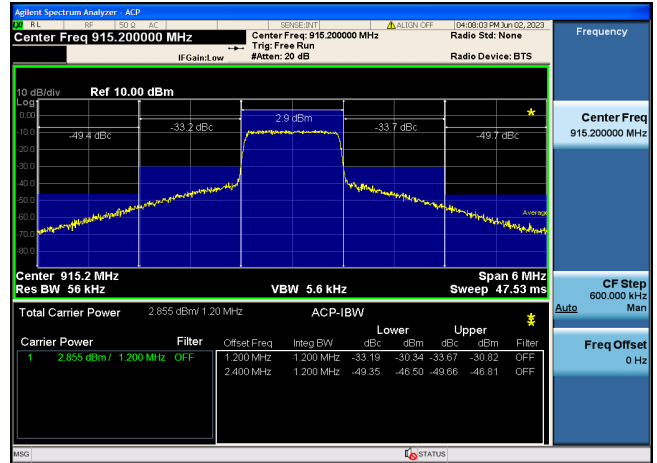 Agilent Spectrum Analyzer - ACP
RL RF 50 Ω AC SENSE:INT ALIGN OFF 04:08:03 PM Jun 02, 2023
Center Freq 915.200000 MHz
Center Freq: 915.200000 MHz Radio Std: None
Trig: Free Run
IFGain:Low #Atten: 20 dB Radio Device: BTS
10 dB/div Ref 10.00 dBm
Log
0.00
-10.0
-20.0
-30.0
-40.0
-50.0
-60.0
-70.0
-80.0
-49.4 dBc -33.2 dBc 2.9 dBm -33.7 dBc -49.7 dBc
Average
Center 915.2 MHz Span 6 MHz
Res BW 56 kHz VBW 5.6 kHz Sweep 47.53 ms
Total Carrier Power 2.855 dBm/ 1.20 MHz ACP-IBW
Lower Upper
Carrier Power Filter Offset Freq Integ BW dBc dBm dBc dBm Filter
1 2.855 dBm / 1.200 MHz OFF 1.200 MHz 1.200 MHz -33.19 -30.34 -33.67 -30.82 OFF
2.400 MHz 1.200 MHz -49.35 -46.50 -49.66 -46.81 OFF
MSG STATUS
Frequency
Center Freq
915.200000 MHz
CF Step
600.000 kHz
Auto Man
Freq Offset
0 Hz